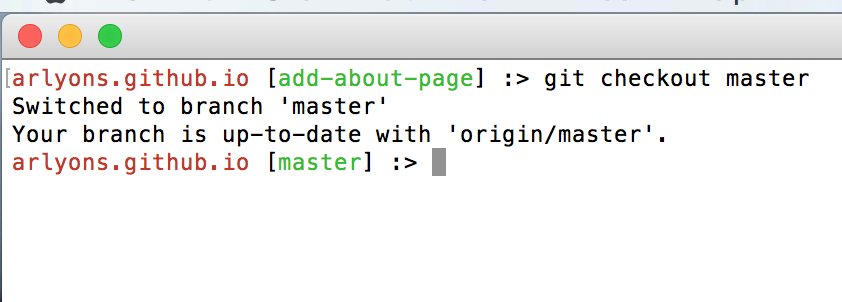 arlyons.github.io [add-about-page] :> git checkout master
Switched to branch 'master'
Your branch is up-to-date with 'origin/master'.
arlyons.github.io [master] :>